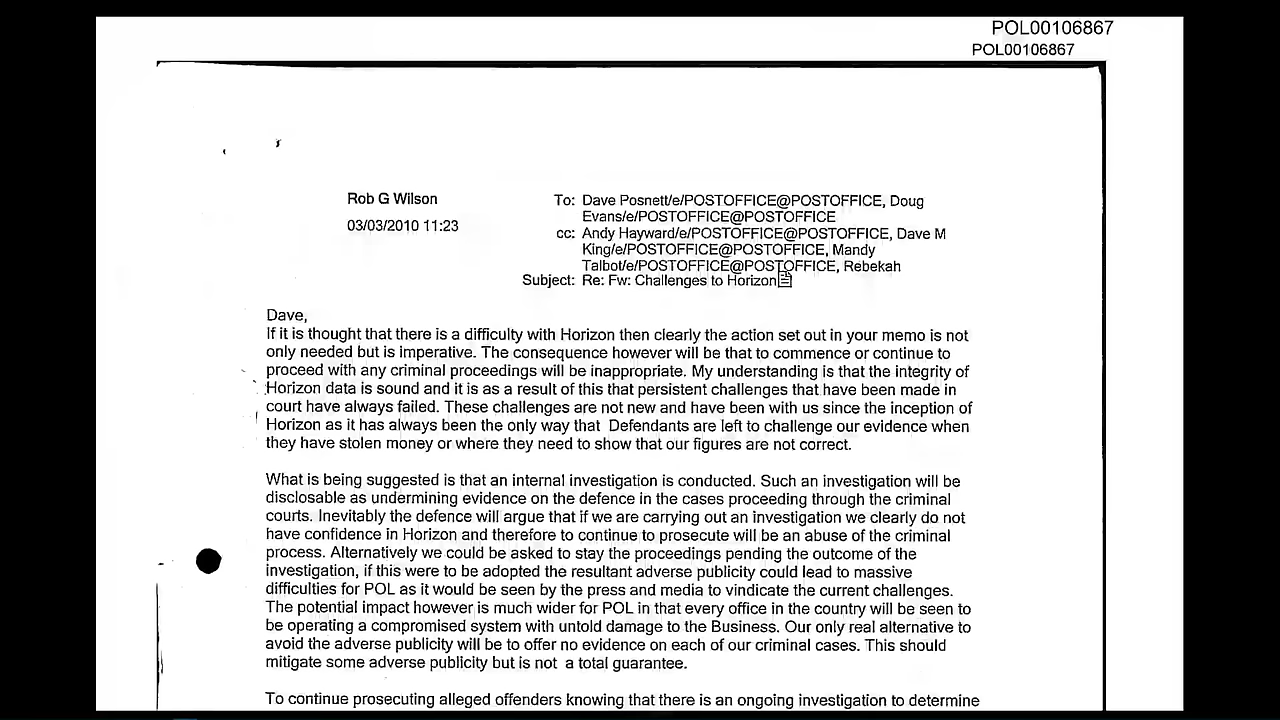 POL00106867
POL00106867
Rob G Wilson
03/03/2010 11:23
To: Dave Posnett/e/POSTOFFICE@POSTOFFICE, Doug
Evans/e/POSTOFFICE@POSTOFFICE
cc: Andy Hayward/e/POSTOFFICE@POSTOFFICE, Dave M
King/e/POSTOFFICE@POSTOFFICE, Mandy
Talbot/e/POSTOFFICE@POSTOFFICE, Rebekah
Subject: Re: Fw: Challenges to Horizon
Dave,
If it is thought that there is a difficulty with Horizon then clearly the action set out in your memo is not
only needed but is imperative. The consequence however will be that to commence or continue to
proceed with any criminal proceedings will be inappropriate. My understanding is that the integrity of
Horizon data is sound and it is as a result of this that persistent challenges that have been made in
court have always failed. These challenges are not new and have been with us since the inception of
Horizon as it has always been the only way that Defendants are left to challenge our evidence when
they have stolen money or where they need to show that our figures are not correct.
What is being suggested is that an internal investigation is conducted. Such an investigation will be
disclosable as undermining evidence on the defence in the cases proceeding through the criminal
courts. Inevitably the defence will argue that if we are carrying out an investigation we clearly do not
have confidence in Horizon and therefore to continue to prosecute will be an abuse of the criminal
process. Alternatively we could be asked to stay the proceedings pending the outcome of the
investigation, if this were to be adopted the resultant adverse publicity could lead to massive
difficulties for POL as it would be seen by the press and media to vindicate the current challenges.
The potential impact however is much wider for POL in that every office in the country will be seen to
be operating a compromised system with untold damage to the Business. Our only real alternative to
avoid the adverse publicity will be to offer no evidence on each of our criminal cases. This should
mitigate some adverse publicity but is not a total guarantee.
To continue prosecuting alleged offenders knowing that there is an ongoing investigation to determine